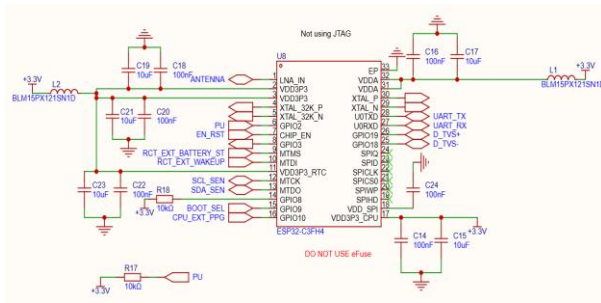 Not using JTAG
U8
C19
10uF
C18
100nF
C16
100nF
C17
10uF
+3.3V
L2
BLM15PX121SN1D
L1
+3.3V
BLM15PX121SN1D
ANTENNA
1 LNA_IN
2 VDD3P3
3 VDD3P3
4 XTAL_32K_P
5 XTAL_32K_N
PU 6 GPIO2
EN_RST 7 CHIP_EN
8 GPIO3
RCT_EXT_BATTERY_ST 9 MTMS
RCT_EXT_WAKEUP 10 MTDI
11 VDD3P3_RTC
SCL_SEN 12 MTCK
SDA_SEN 13 MTDO
14 GPIO8
BOOT_SEL 15 GPIO9
CPU_EXT_PPG 16 GPIO10
EP 33
VDDA 32
VDDA 31
XTAL_P 30
XTAL_N 29
U0TXD 28 UART_TX
U0RXD 27 UART_RX
GPIO19 26 D_TVS+
GPIO18 25 D_TVS-
SPIQ 24
SPID 23
SPICLK 22
SPICS0 21
SPIWP 20
SPIHD 19
VDD_SPI 18
VDD3P3_CPU 17
ESP32-C3FH4
C21
10uF
C20
100nF
C23
10uF
C22
100nF
R18
10kΩ
+3.3V
C24
100nF
+3.3V
C14
100nF
C15
10uF
DO NOT USE eFuse
R17
10kΩ
+3.3V
PU